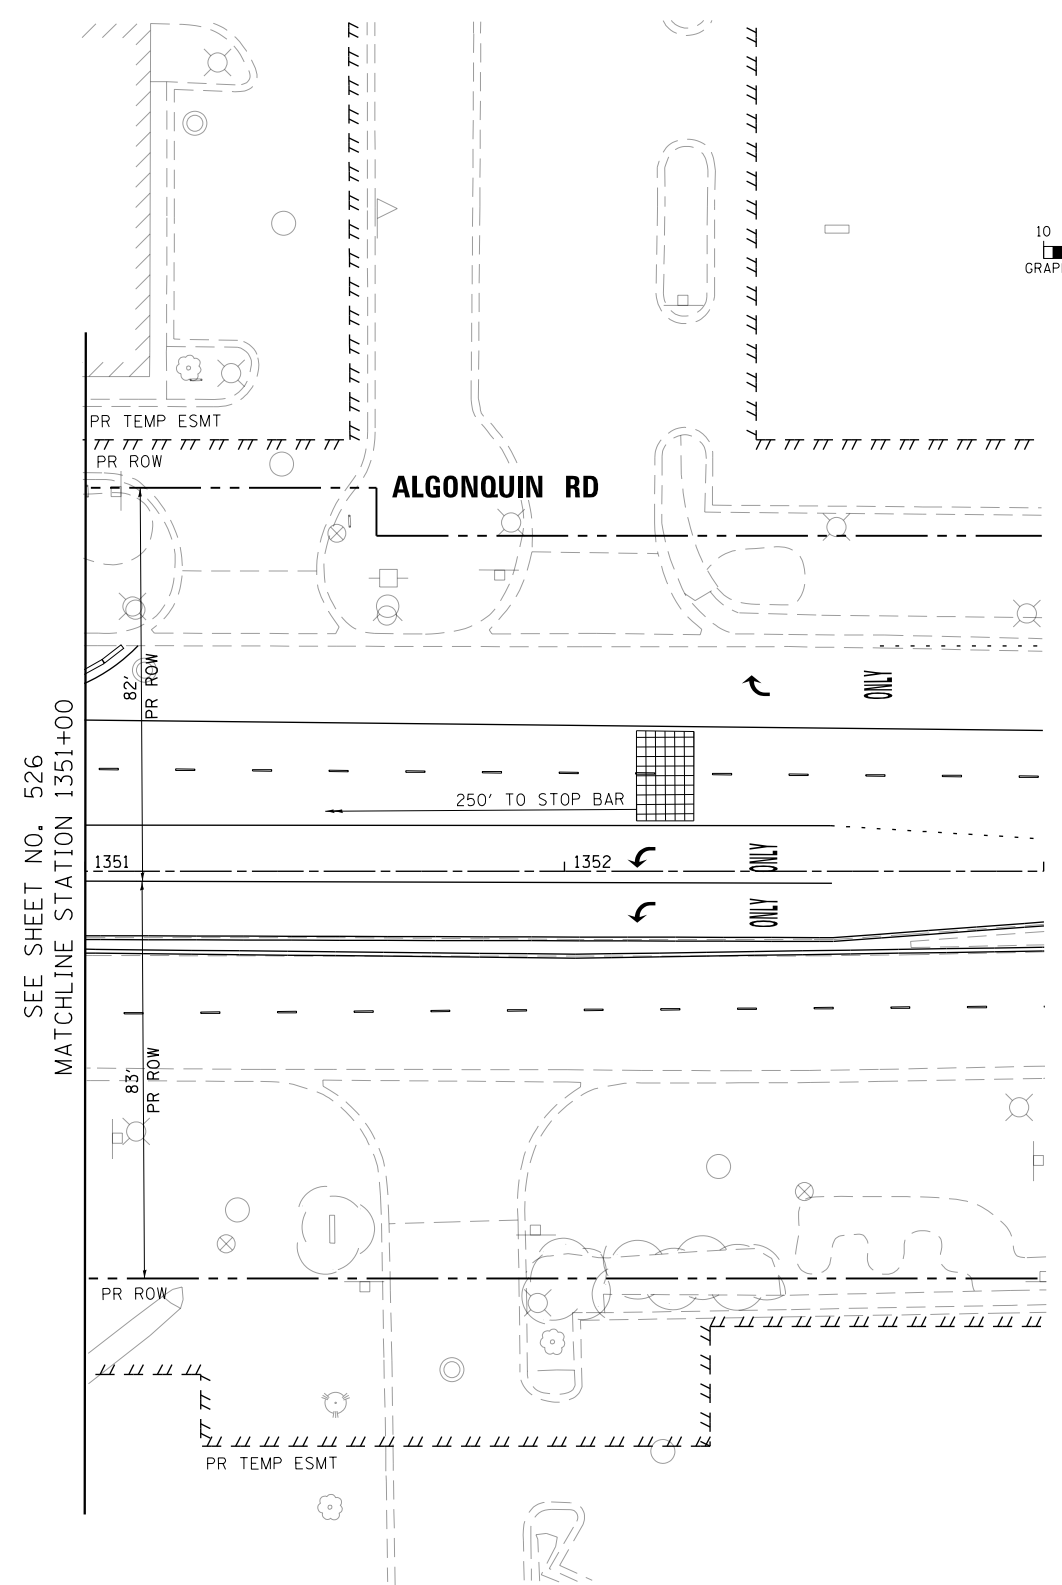 10
GRAP
PR TEMP ESMT
PR ROW
ALGONQUIN RD
82'
PR ROW
ONLY
SEE SHEET NO. 526
MATCHLINE STATION 1351+00
250' TO STOP BAR
1351
1352
ONLY
ONLY
83'
PR ROW
PR ROW
PR TEMP ESMT